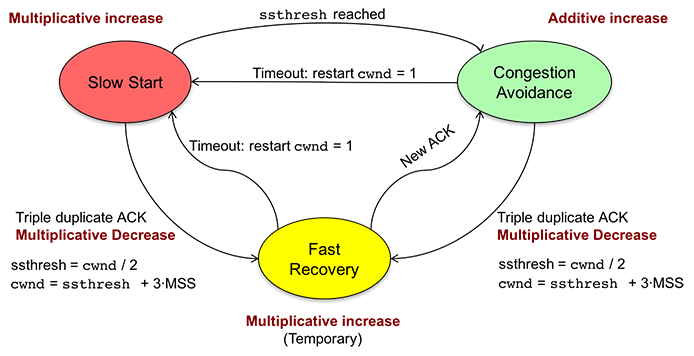 Multiplicative increase
ssthresh reached
Additive increase
Slow Start
Timeout: restart cwnd = 1
Congestion
Avoidance
Timeout: restart cwnd = 1
New ACK
Triple duplicate ACK
Multiplicative Decrease
ssthresh = cwnd / 2
cwnd = ssthresh + 3·MSS
Fast
Recovery
Triple duplicate ACK
Multiplicative Decrease
ssthresh = cwnd / 2
cwnd = ssthresh + 3·MSS
Multiplicative increase
(Temporary)